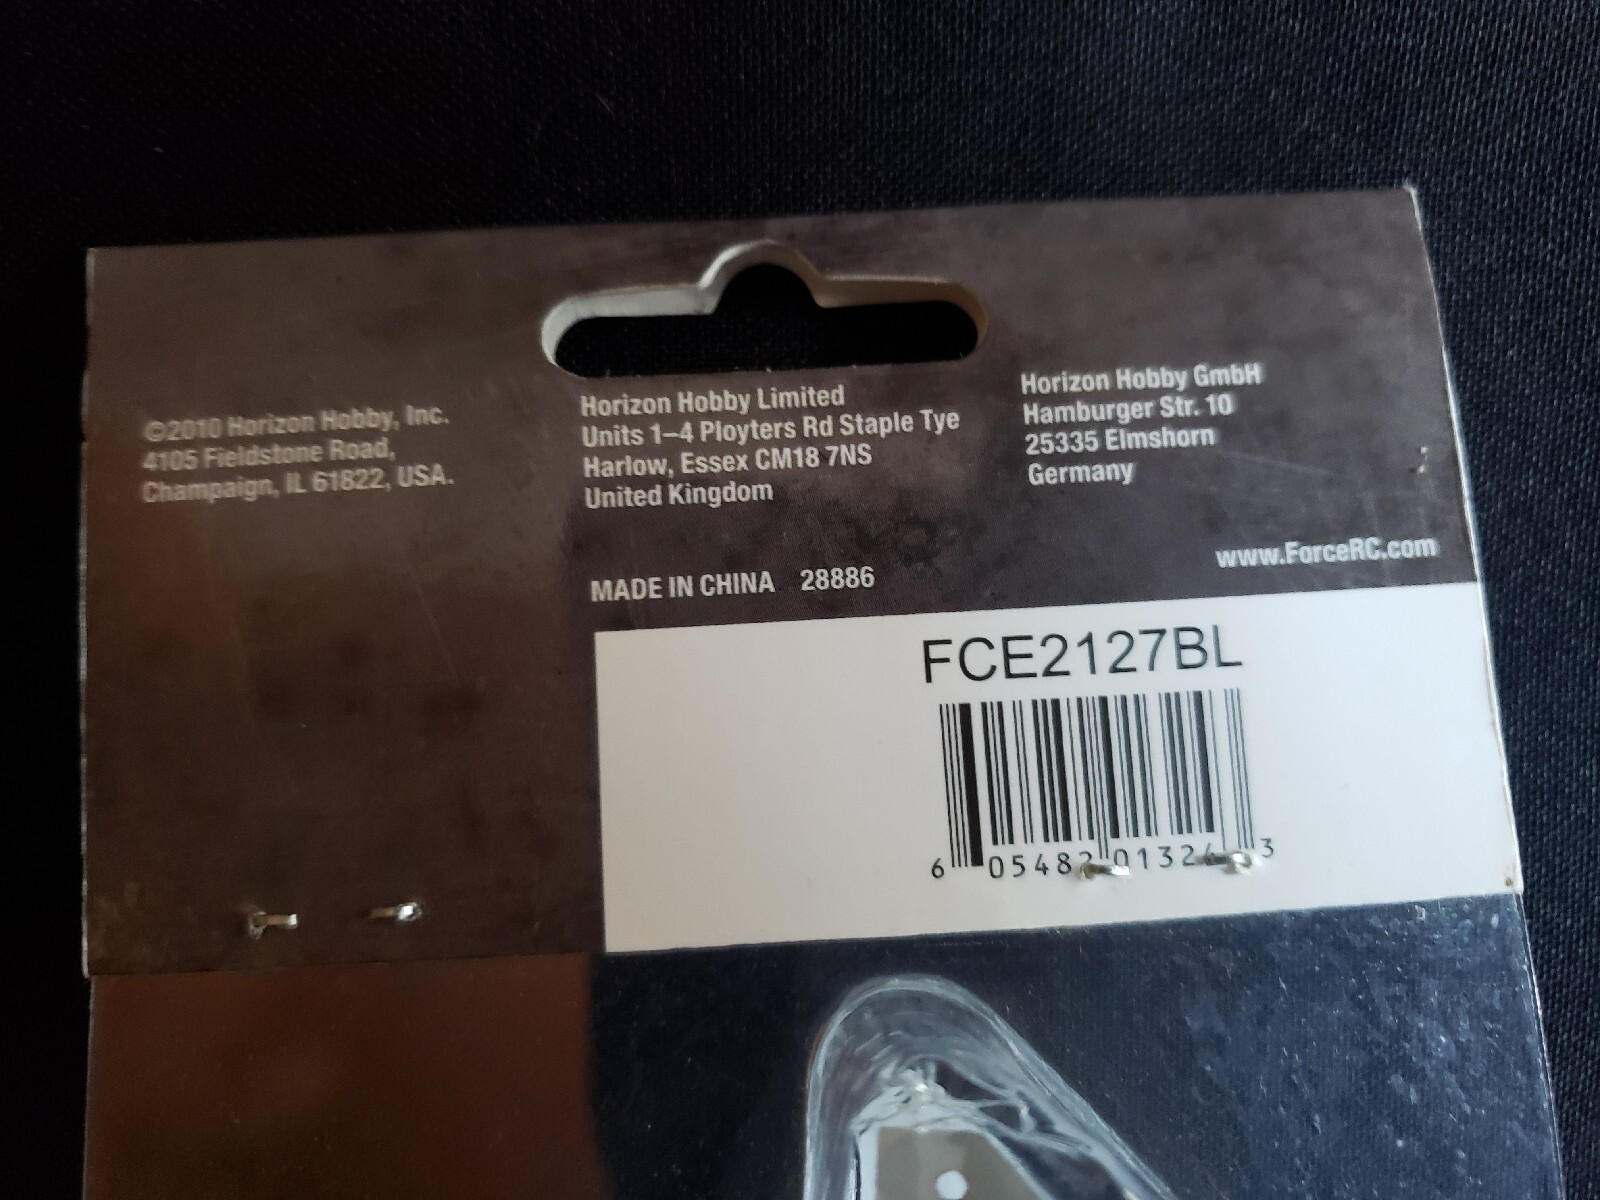 ©2010 Horizon Hobby, Inc.
4105 Fieldstone Road,
Champaign, IL 61822, USA.
Horizon Hobby Limited
Units 1–4 Ployters Rd Staple Tye
Harlow, Essex CM18 7NS
United Kingdom
Horizon Hobby GmbH
Hamburger Str. 10
25335 Elmshorn
Germany
www.ForceRC.com
MADE IN CHINA 28886
FCE2127BL